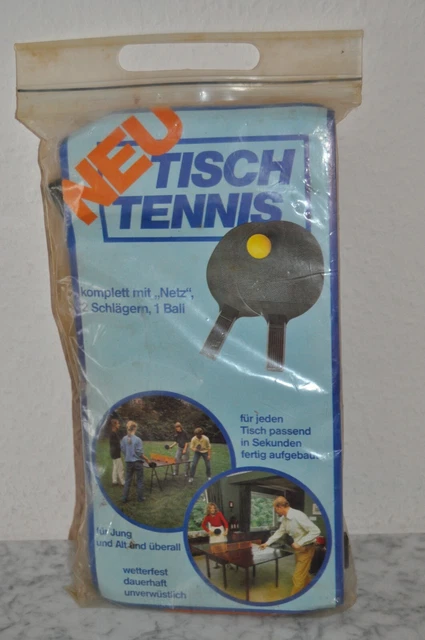 NEU
TISCH
TENNIS
komplett mit „Netz“,
2 Schlägern, 1 Ball
für jeden
Tisch passend
in Sekunden
fertig aufgebaut
für Jung
und Alt und überall
wetterfest
dauerhaft
unverwüstlich